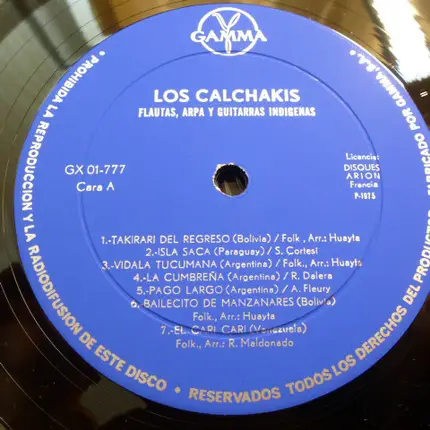 GAMMA
LOS CALCHAKIS
FLAUTAS, ARPA Y GUITARRAS INDIGENAS
GX 01-777
Cara A
Licencia:
DISQUES
ARION
Francia
P-1975
1.-TAKIRARI DEL REGRESO (Bolivia) / Folk., Arr.: Huayta
2.-ISLA SACA (Paraguay) / S. Cortesi
3.-VIDALA TUCUMANA (Argentina) / Folk., Arr.: Huayta
4.-LA CUMBREÑA (Argentina) / R. Dalera
5.-PAGO LARGO (Argentina) / A. Fleury
6.-BAILECITO DE MANZANARES (Bolivia)
Folk., Arr.: Huayta
7.-EL CARI CARI (Venezuela)
Folk., Arr.: R. Maldonado
• PROHIBIDA LA REPRODUCCION Y LA RADIODIFUSION DE ESTE DISCO • RESERVADOS TODOS LOS DERECHOS DEL PRODUCTOR FABRICADO POR GAMMA, S.A. •